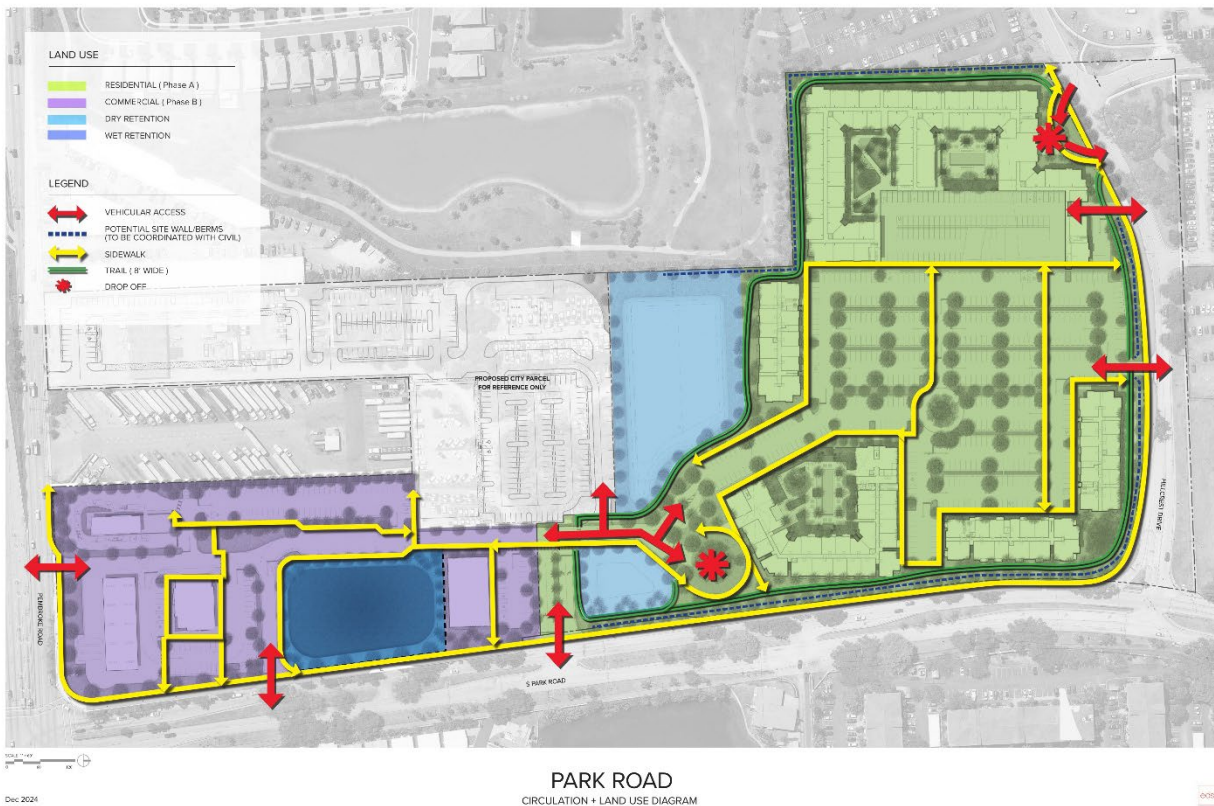 LAND USE
RESIDENTIAL ( Phase A )
COMMERCIAL ( Phase B )
DRY RETENTION
WET RETENTION
LEGEND
VEHICULAR ACCESS
POTENTIAL SITE WALL/BERMS
(TO BE COORDINATED WITH CIVIL)
SIDEWALK
TRAIL ( 8' WIDE )
DROP OFF
PROPOSED CITY PARCEL
FOR REFERENCE ONLY
HILLCREST DRIVE
PEMBROKE ROAD
S PARK ROAD
PARK ROAD
CIRCULATION + LAND USE DIAGRAM
Dec 2024